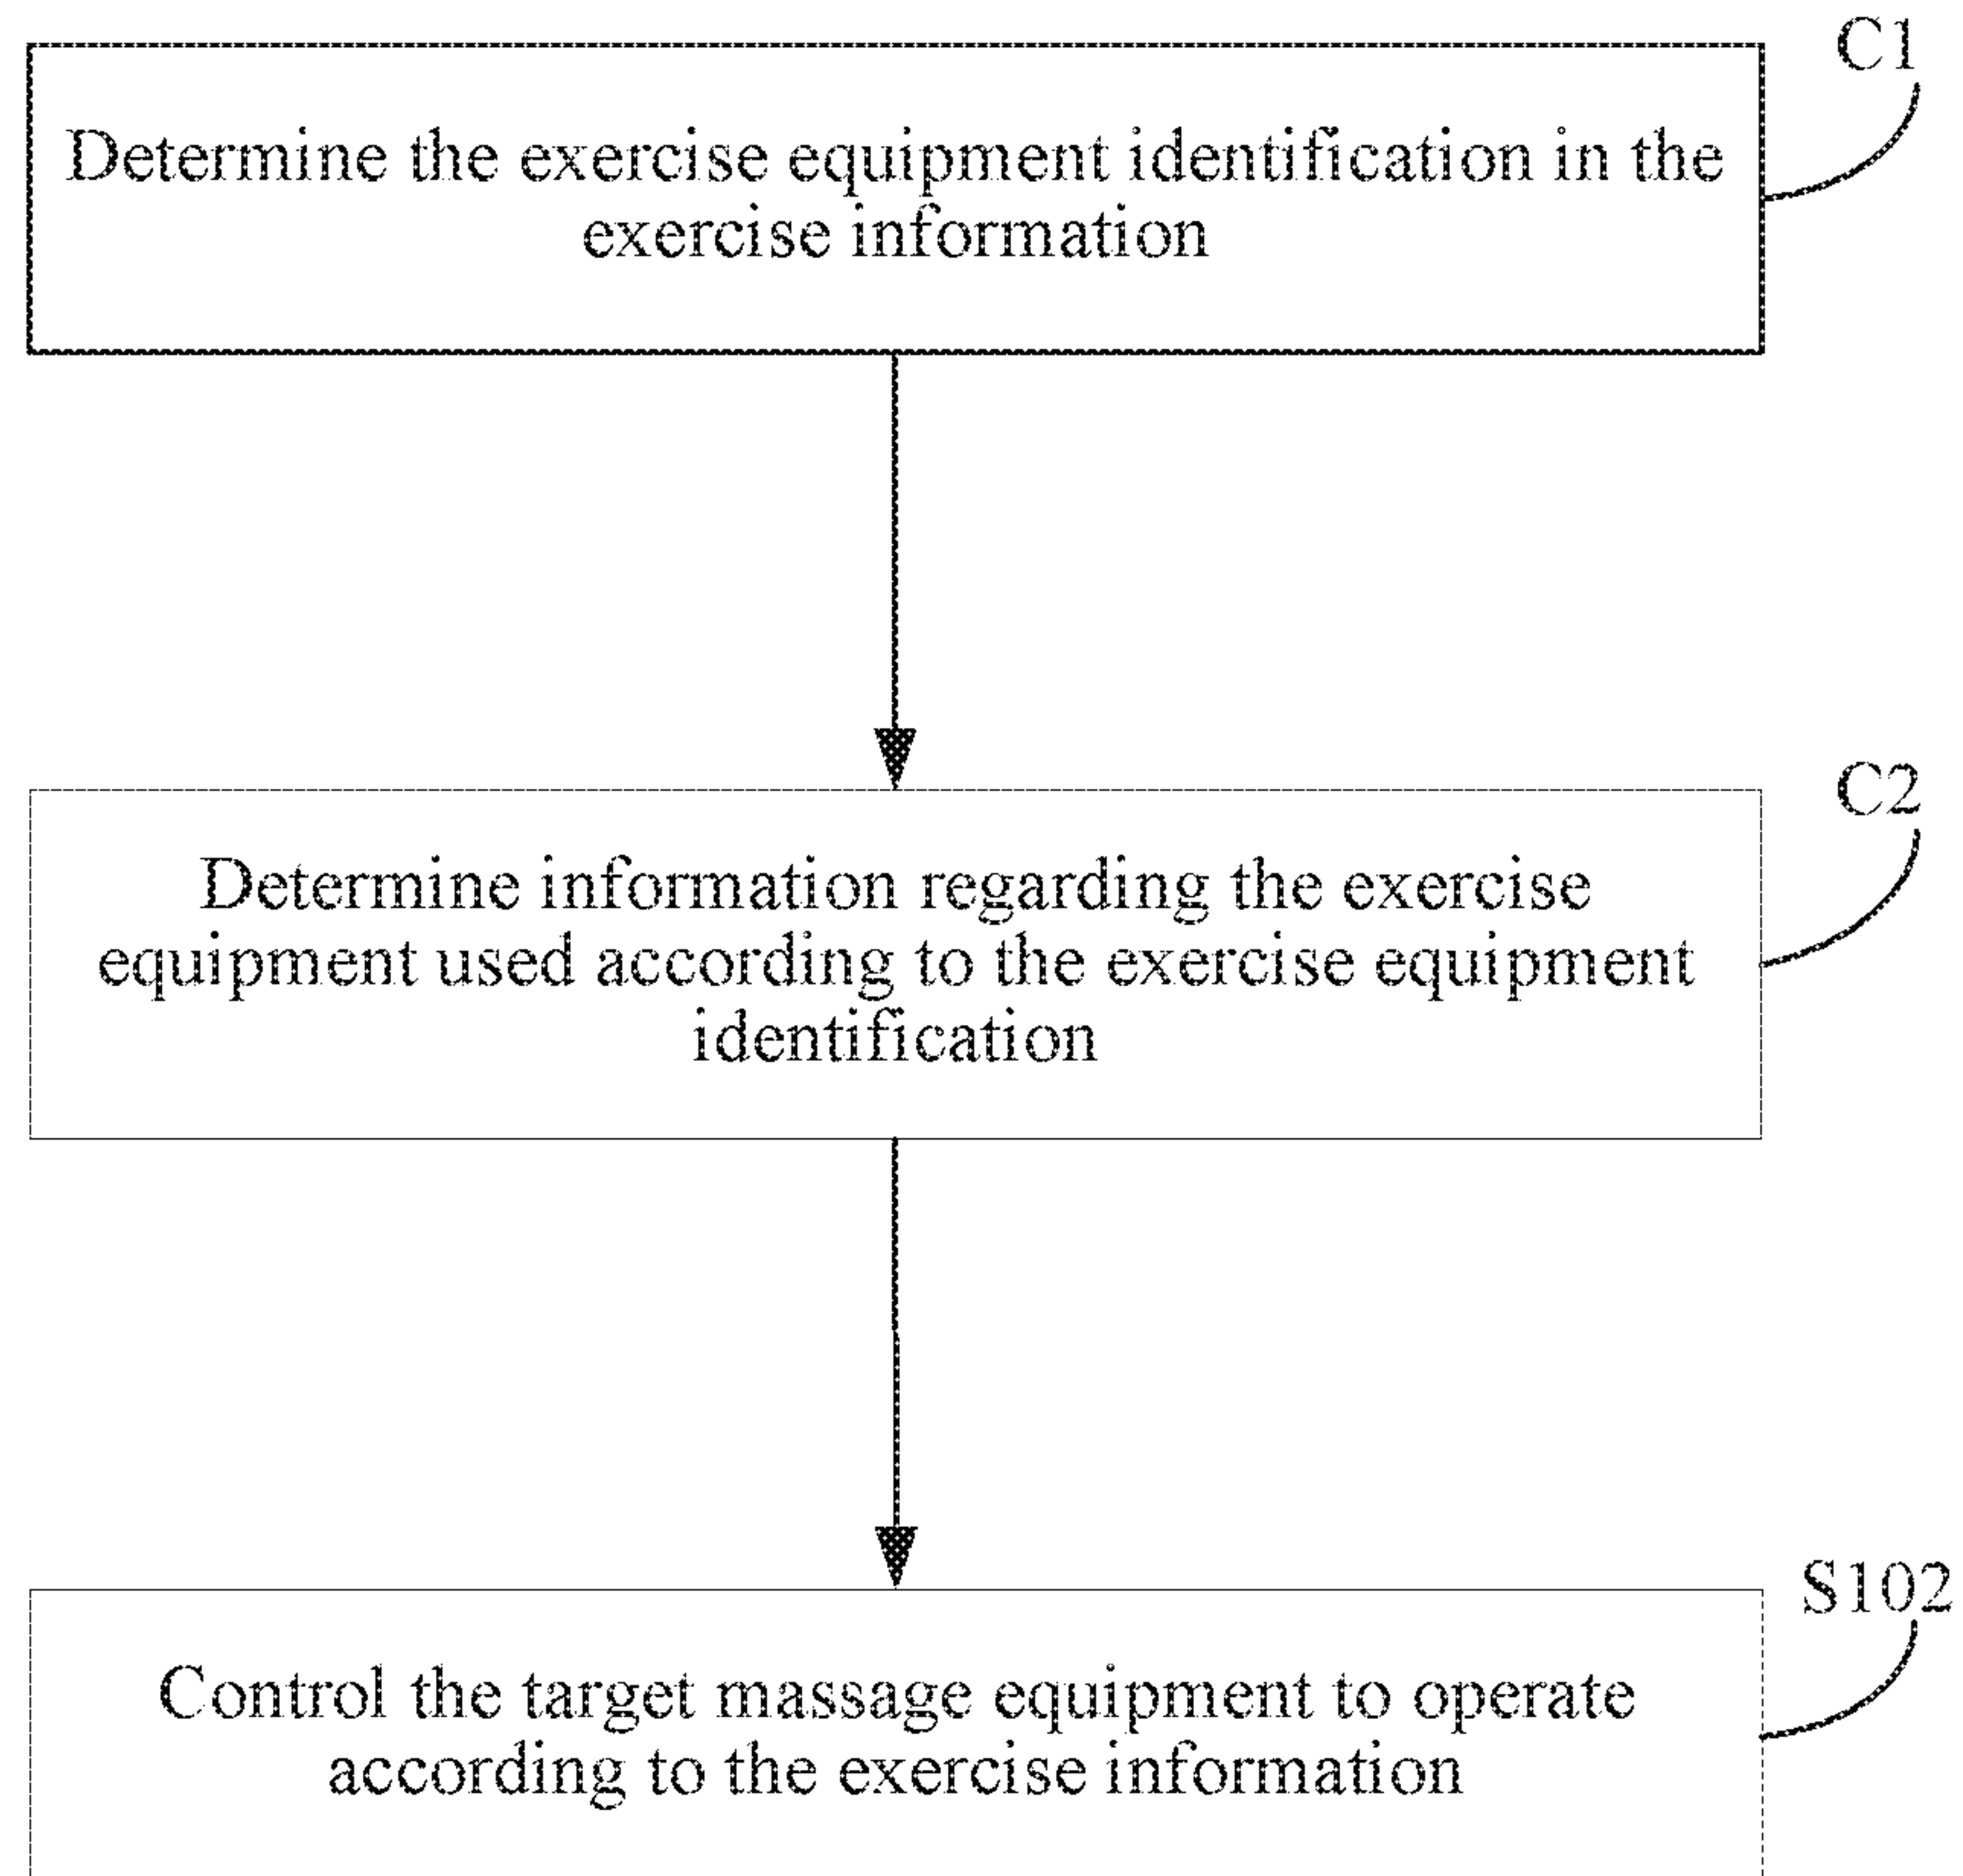 C1
Determine the exercise equipment identification in the
exercise information
C2
Determine information regarding the exercise
equipment used according to the exercise equipment
identification
S102
Control the target massage equipment to operate
according to the exercise information